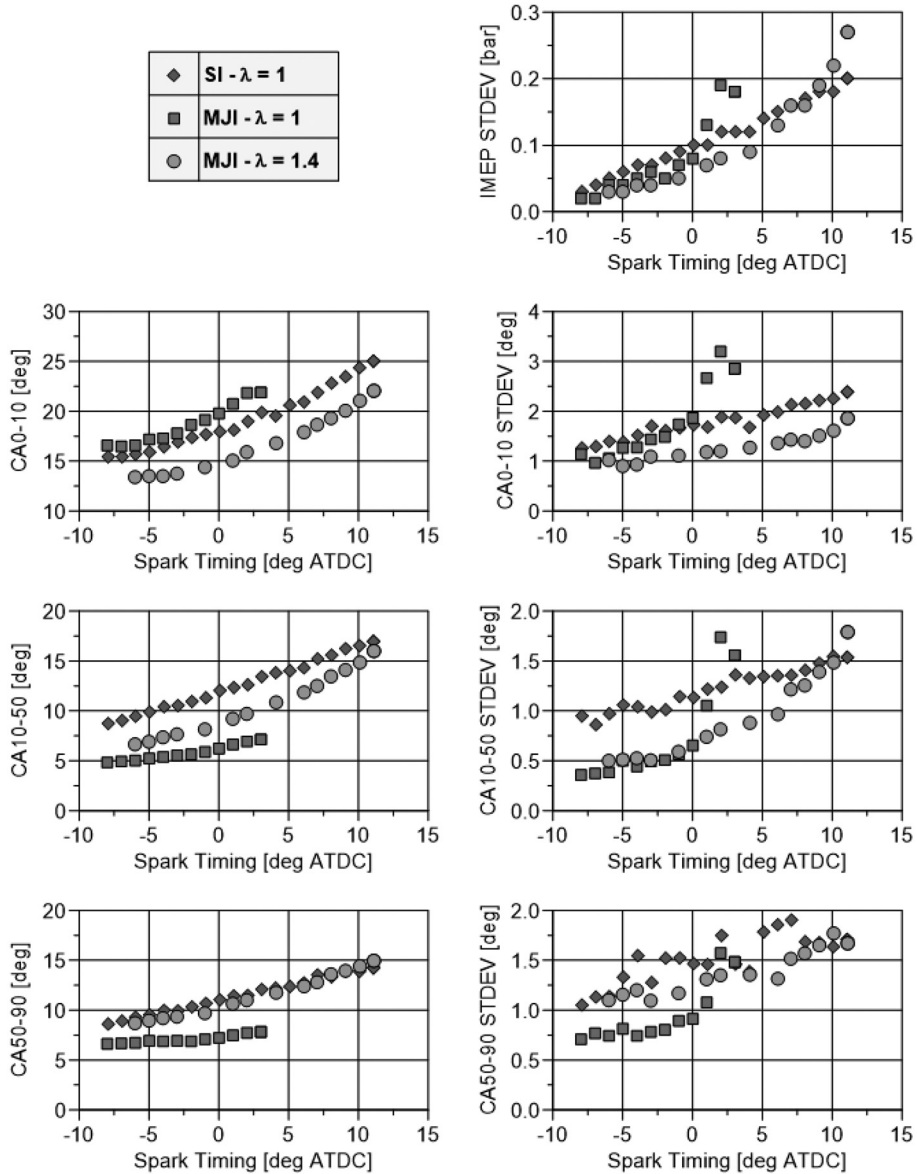 SI - λ = 1
MJI - λ = 1
MJI - λ = 1.4
IMEP STDEV [bar]
0.3
0.2
0.1
0.0
-10 -5 0 5 10 15
Spark Timing [deg ATDC]
CA0-10 [deg]
30
25
20
15
10
-10 -5 0 5 10 15
Spark Timing [deg ATDC]
CA0-10 STDEV [deg]
4
3
2
1
0
-10 -5 0 5 10 15
Spark Timing [deg ATDC]
CA10-50 [deg]
20
15
10
5
0
-10 -5 0 5 10 15
Spark Timing [deg ATDC]
CA10-50 STDEV [deg]
2.0
1.5
1.0
0.5
0.0
-10 -5 0 5 10 15
Spark Timing [deg ATDC]
CA50-90 [deg]
20
15
10
5
0
-10 -5 0 5 10 15
Spark Timing [deg ATDC]
CA50-90 STDEV [deg]
2.0
1.5
1.0
0.5
0.0
-10 -5 0 5 10 15
Spark Timing [deg ATDC]